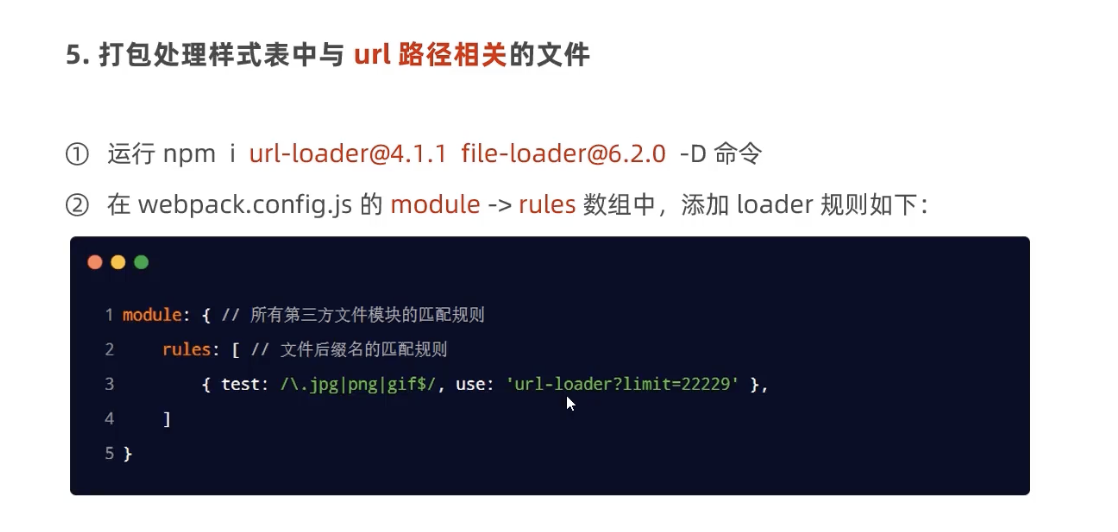 5. 打包处理样式表中与 url 路径相关的文件
① 运行 npm i url-loader@4.1.1 file-loader@6.2.0 -D 命令
② 在 webpack.config.js 的 module -> rules 数组中，添加 loader 规则如下：
1 module: { // 所有第三方文件模块的匹配规则
2     rules: [ // 文件后缀名的匹配规则
3         { test: /\.jpg|png|gif$/, use: 'url-loader?limit=22229' },
4     ]
5 }